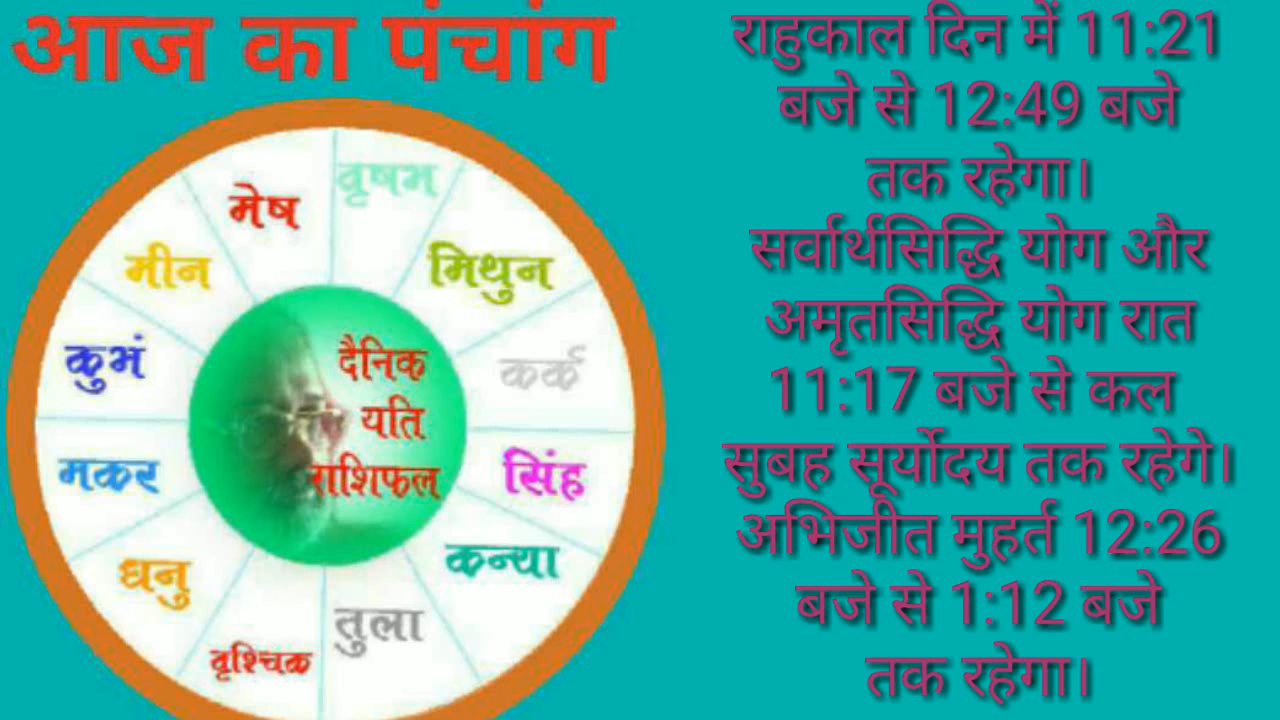 आज का पंचांग
मेष
वृषभ
मिथुन
कर्क
सिंह
कन्या
तुला
वृश्चिक
धनु
मकर
कुभं
मीन
दैनिक
यति
राशिफल
राहुकाल दिन में 11:21
बजे से 12:49 बजे
तक रहेगा।
सर्वार्थसिद्धि योग और
अमृतसिद्धि योग रात
11:17 बजे से कल
सुबह सूर्योदय तक रहेगे।
अभिजीत मुहर्त 12:26
बजे से 1:12 बजे
तक रहेगा।